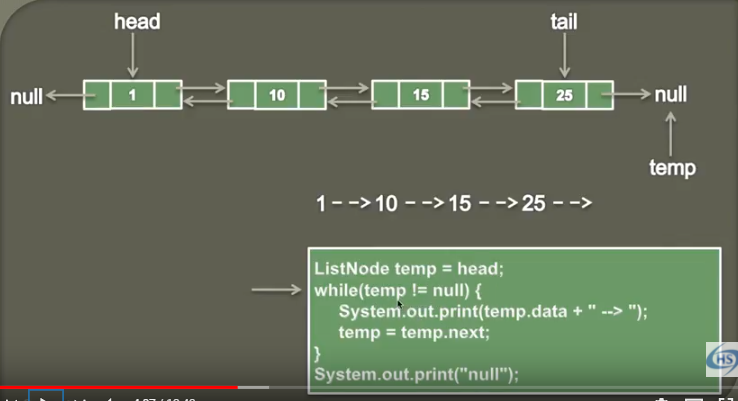 head
tail
null
1
10
15
25
null
temp
1 - -> 10 - -> 15 - -> 25 - ->
ListNode temp = head;
while(temp != null) {
System.out.print(temp.data + " --> ");
temp = temp.next;
}
System.out.print("null");
HS